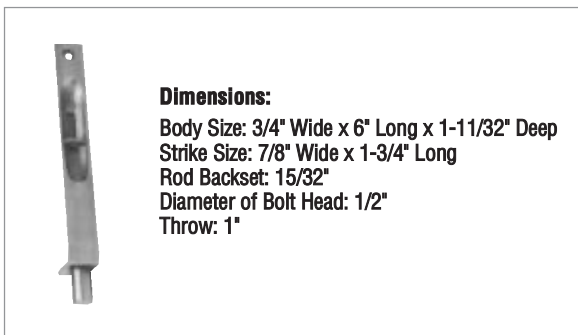 Dimensions:
Body Size: 3/4" Wide x 6" Long x 1-11/32" Deep
Strike Size: 7/8" Wide x 1-3/4" Long
Rod Backset: 15/32"
Diameter of Bolt Head: 1/2"
Throw: 1"